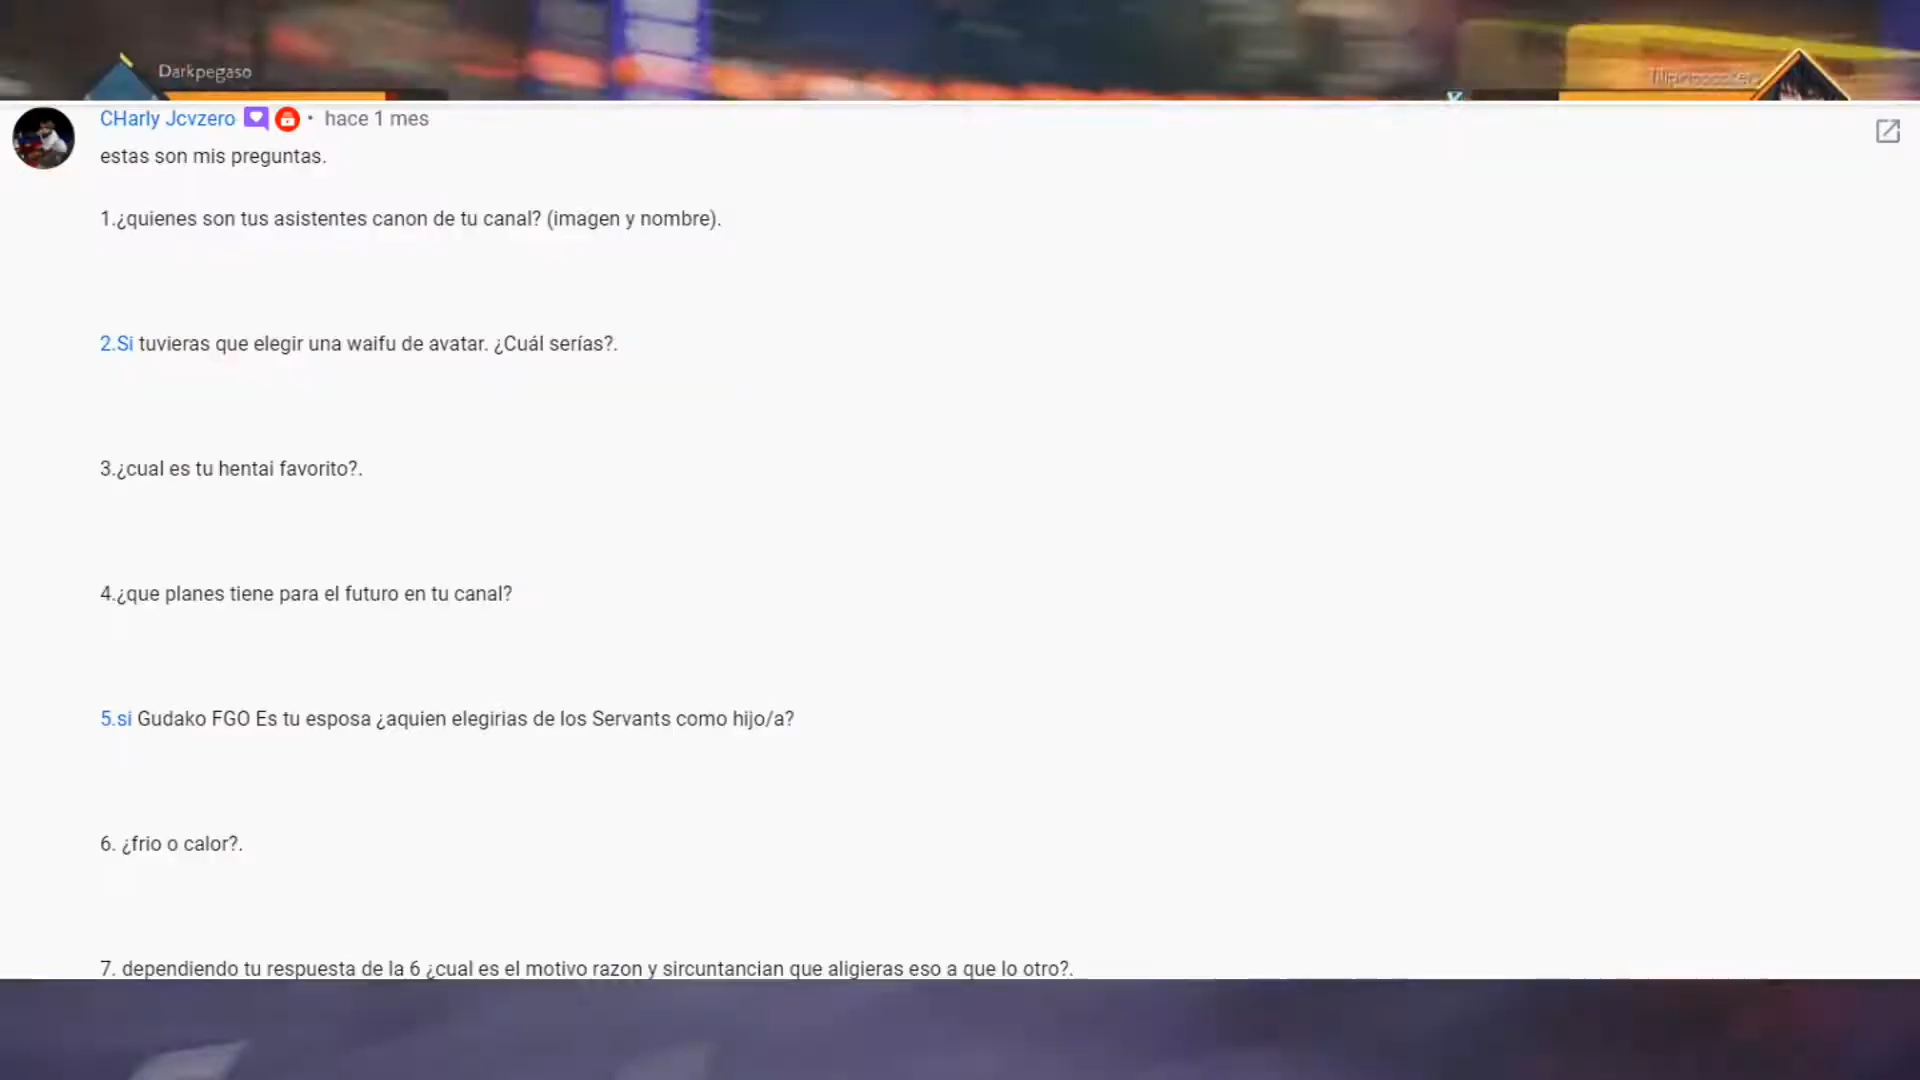 Darkpegaso
CHarly Jcvzero • hace 1 mes
estas son mis preguntas.
1.¿quienes son tus asistentes canon de tu canal? (imagen y nombre).
2.Si tuvieras que elegir una waifu de avatar. ¿Cuál serías?.
3.¿cual es tu hentai favorito?.
4.¿que planes tiene para el futuro en tu canal?
5.si Gudako FGO Es tu esposa ¿aquien elegirias de los Servants como hijo/a?
6. ¿frio o calor?.
7. dependiendo tu respuesta de la 6 ¿cual es el motivo razon y sircuntancian que aligieras eso a que lo otro?.